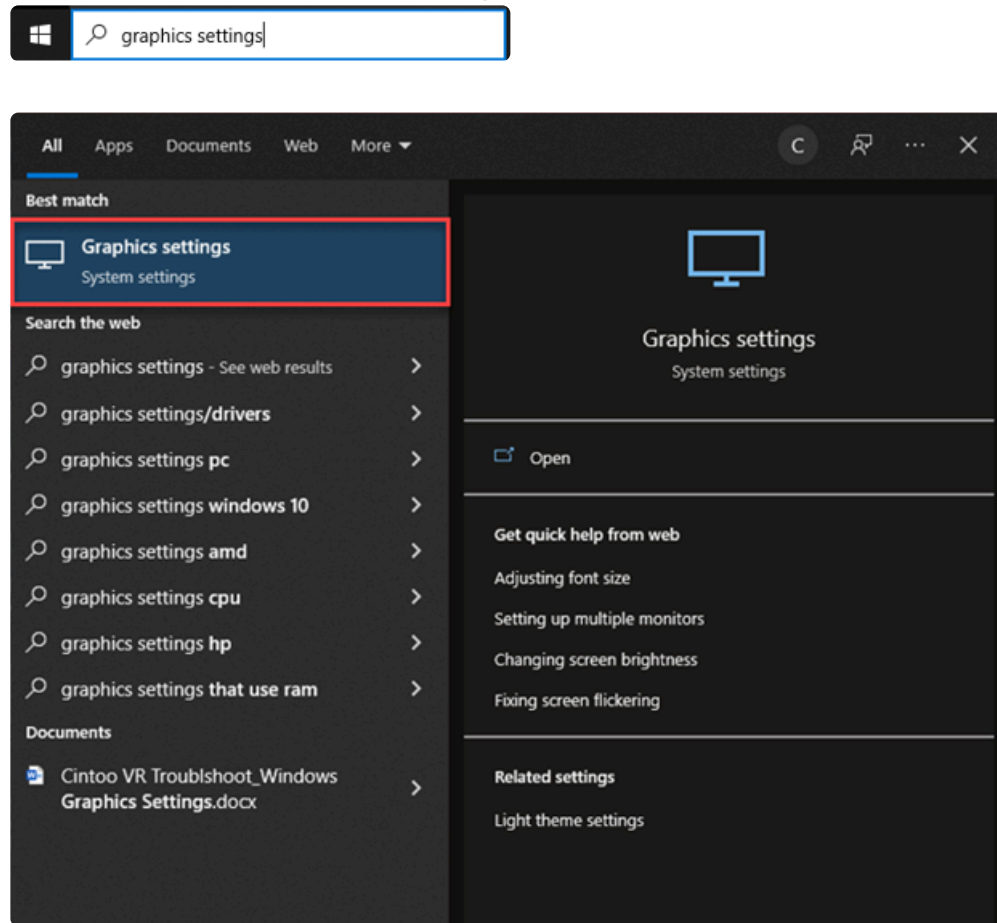 graphics settings
All Apps Documents Web More
C
Best match
Graphics settings
System settings
Search the web
graphics settings - See web results
graphics settings/drivers
graphics settings pc
graphics settings windows 10
graphics settings amd
graphics settings cpu
graphics settings hp
graphics settings that use ram
Documents
Cintoo VR Troublshoot_Windows
Graphics Settings.docx
Graphics settings
System settings
Open
Get quick help from web
Adjusting font size
Setting up multiple monitors
Changing screen brightness
Fixing screen flickering
Related settings
Light theme settings